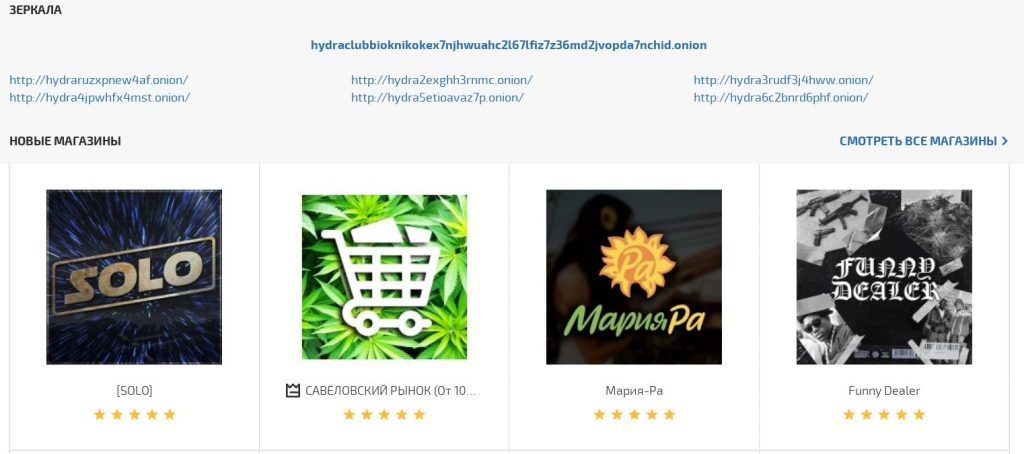 ЗЕРКАЛА
hydraclubbioknikokex7njhwuahc2l67lfiz7z36md2jvopda7nchid.onion
http://hydraruzxpnew4af.onion/ http://hydra2exghh3rnmc.onion/ http://hydra3rudf3j4hww.onion/
http://hydra4jpwhfx4mst.onion/ http://hydra5etioavaz7p.onion/ http://hydra6c2bnrd6phf.onion/
НОВЫЕ МАГАЗИНЫ СМОТРЕТЬ ВСЕ МАГАЗИНЫ
SOLO
Ра
МарияРа
FUNNY
DEALER
[SOLO] САВЁЛОВСКИЙ РЫНОК (От 10... Мария-Ра Funny Dealer